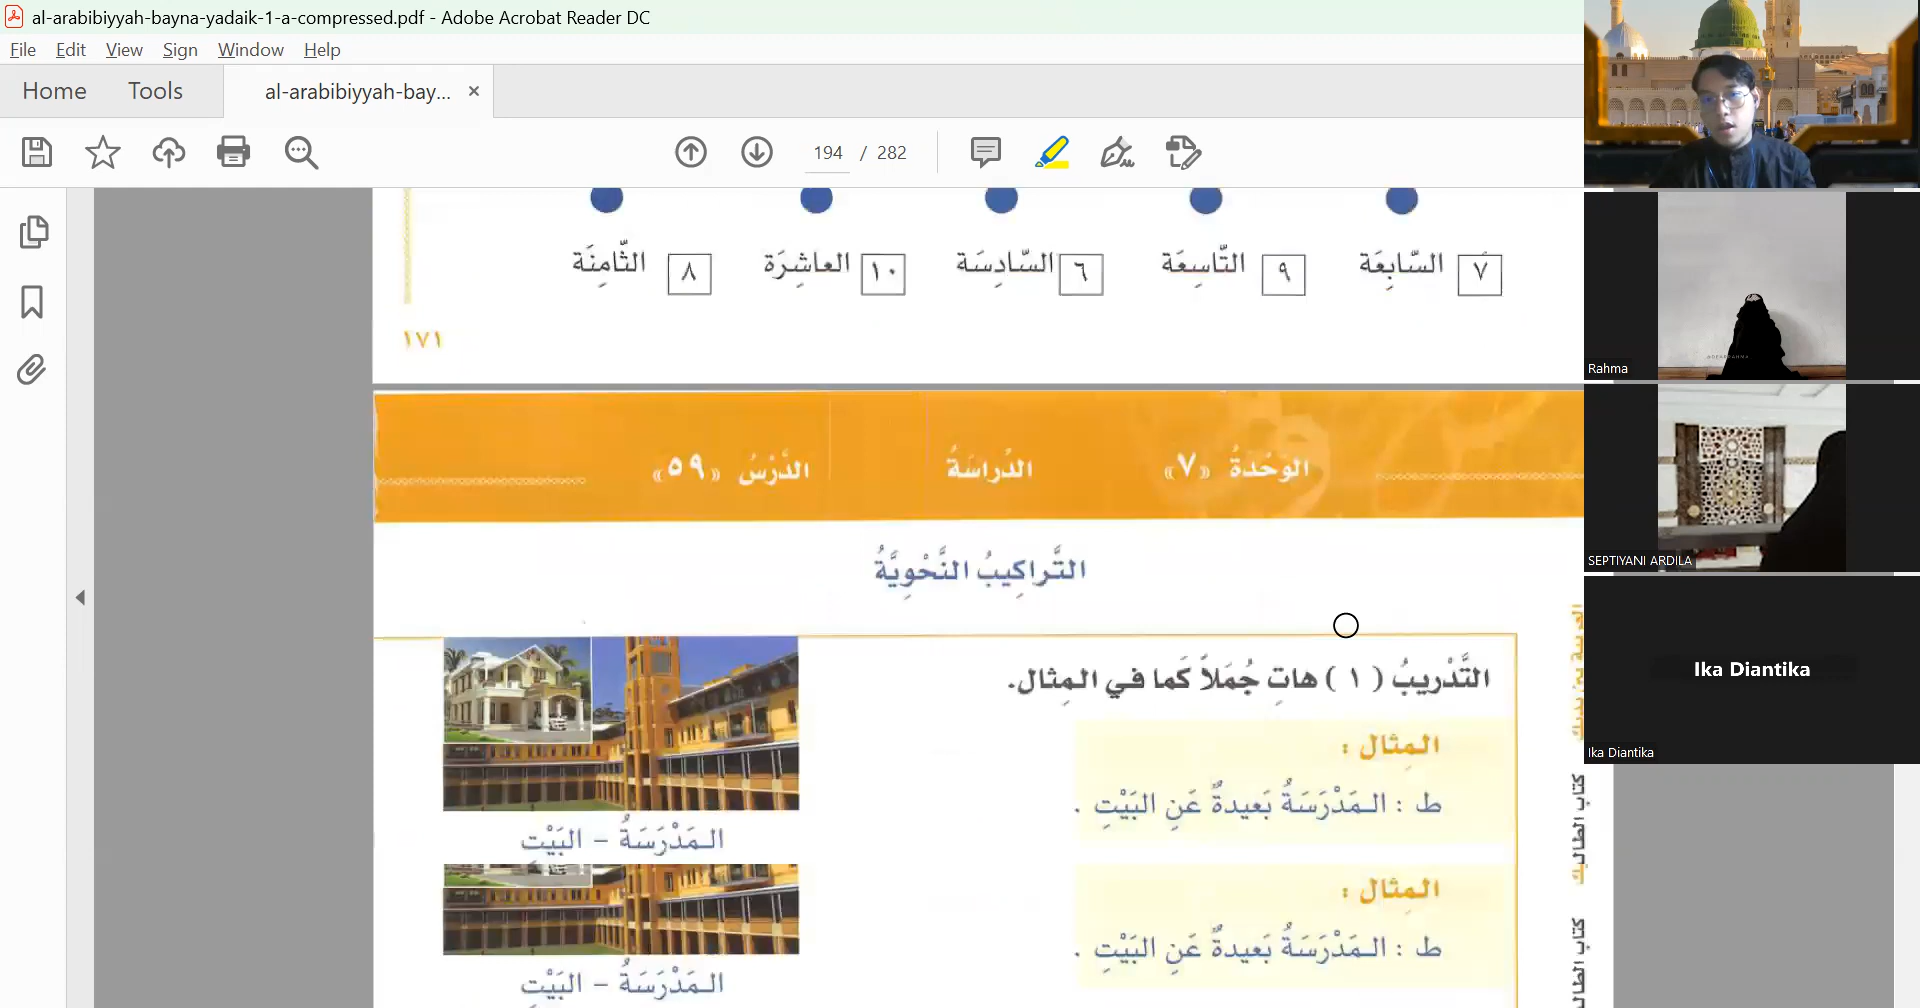 al-arabibiyyah-bayna-yadaik-1-a-compressed.pdf - Adobe Acrobat Reader DC
File Edit View Sign Window Help
Home Tools al-arabibiyyah-bay... ×
194 / 282
٧ السَّابِعَة ٩ التَّاسِعَة ٦ السَّادِسَة ١٠ العاشِرَة ٨ الثَّامِنَة
١٧١
الوَحْدَةُ «٧» الدِّراسَةُ الدَّرْسُ «٥٩»
التَّراكِيبُ النَّحْوِيَّةُ
التَّدْرِيبُ ( ١ ) هاتِ جُمَلاً كَما في المِثال.
المِثال :
ط : المَدْرَسَةُ بَعيدةٌ عَنِ البَيْتِ .
المَدْرَسَةُ – البَيْتِ
المِثال :
ط : المَدْرَسَةُ بَعيدةٌ عَنِ البَيْتِ .
المَدْرَسَةُ – البَيْتِ
كتاب الطالب
Rahma
SEPTIYANI ARDILA
Ika Diantika
Ika Diantika